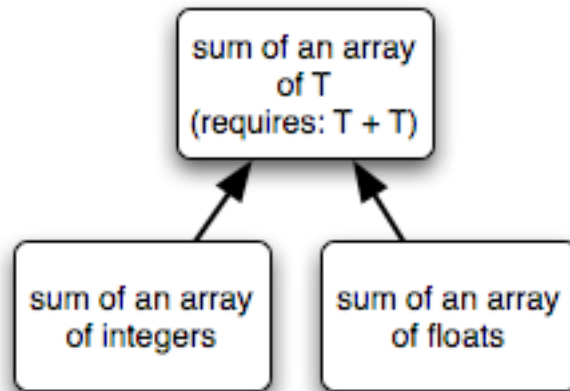 sum of an array
of T
(requires: T + T)
sum of an array
of integers
sum of an array
of floats